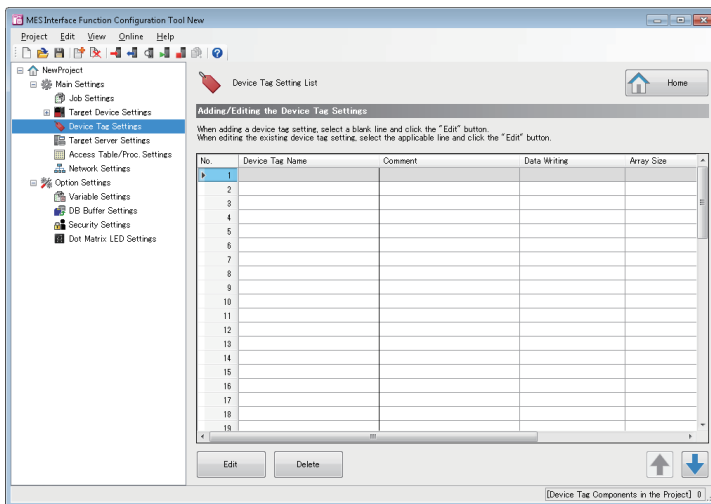 MES Interface Function Configuration Tool New
Project Edit View Online Help
NewProject
Main Settings
Job Settings
Target Device Settings
Device Tag Settings
Target Server Settings
Access Table/Proc. Settings
Network Settings
Option Settings
Variable Settings
DB Buffer Settings
Security Settings
Dot Matrix LED Settings
Device Tag Setting List
Home
Adding/Editing the Device Tag Settings
When adding a device tag setting, select a blank line and click the "Edit" button.
When editing the existing device tag setting, select the applicable line and click the "Edit" button.
No. Device Tag Name Comment Data Writing Array Size
1
2
3
4
5
6
7
8
9
10
11
12
13
14
15
16
17
18
19
Edit Delete
[Device Tag Components in the Project] 0